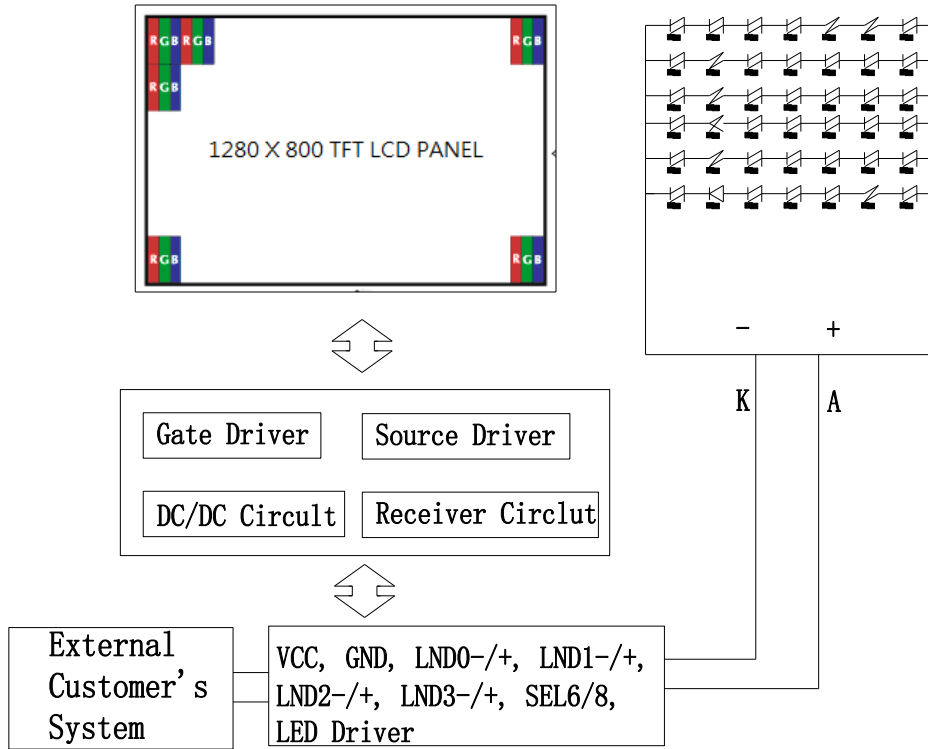 RGB RGB RGB
RGB
1280 X 800 TFT LCD PANEL
RGB RGB
- +
K A
Gate Driver Source Driver
DC/DC Circult Receiver Circlut
External
Customer's
System
VCC, GND, LND0-/+, LND1-/+,
LND2-/+, LND3-/+, SEL6/8,
LED Driver